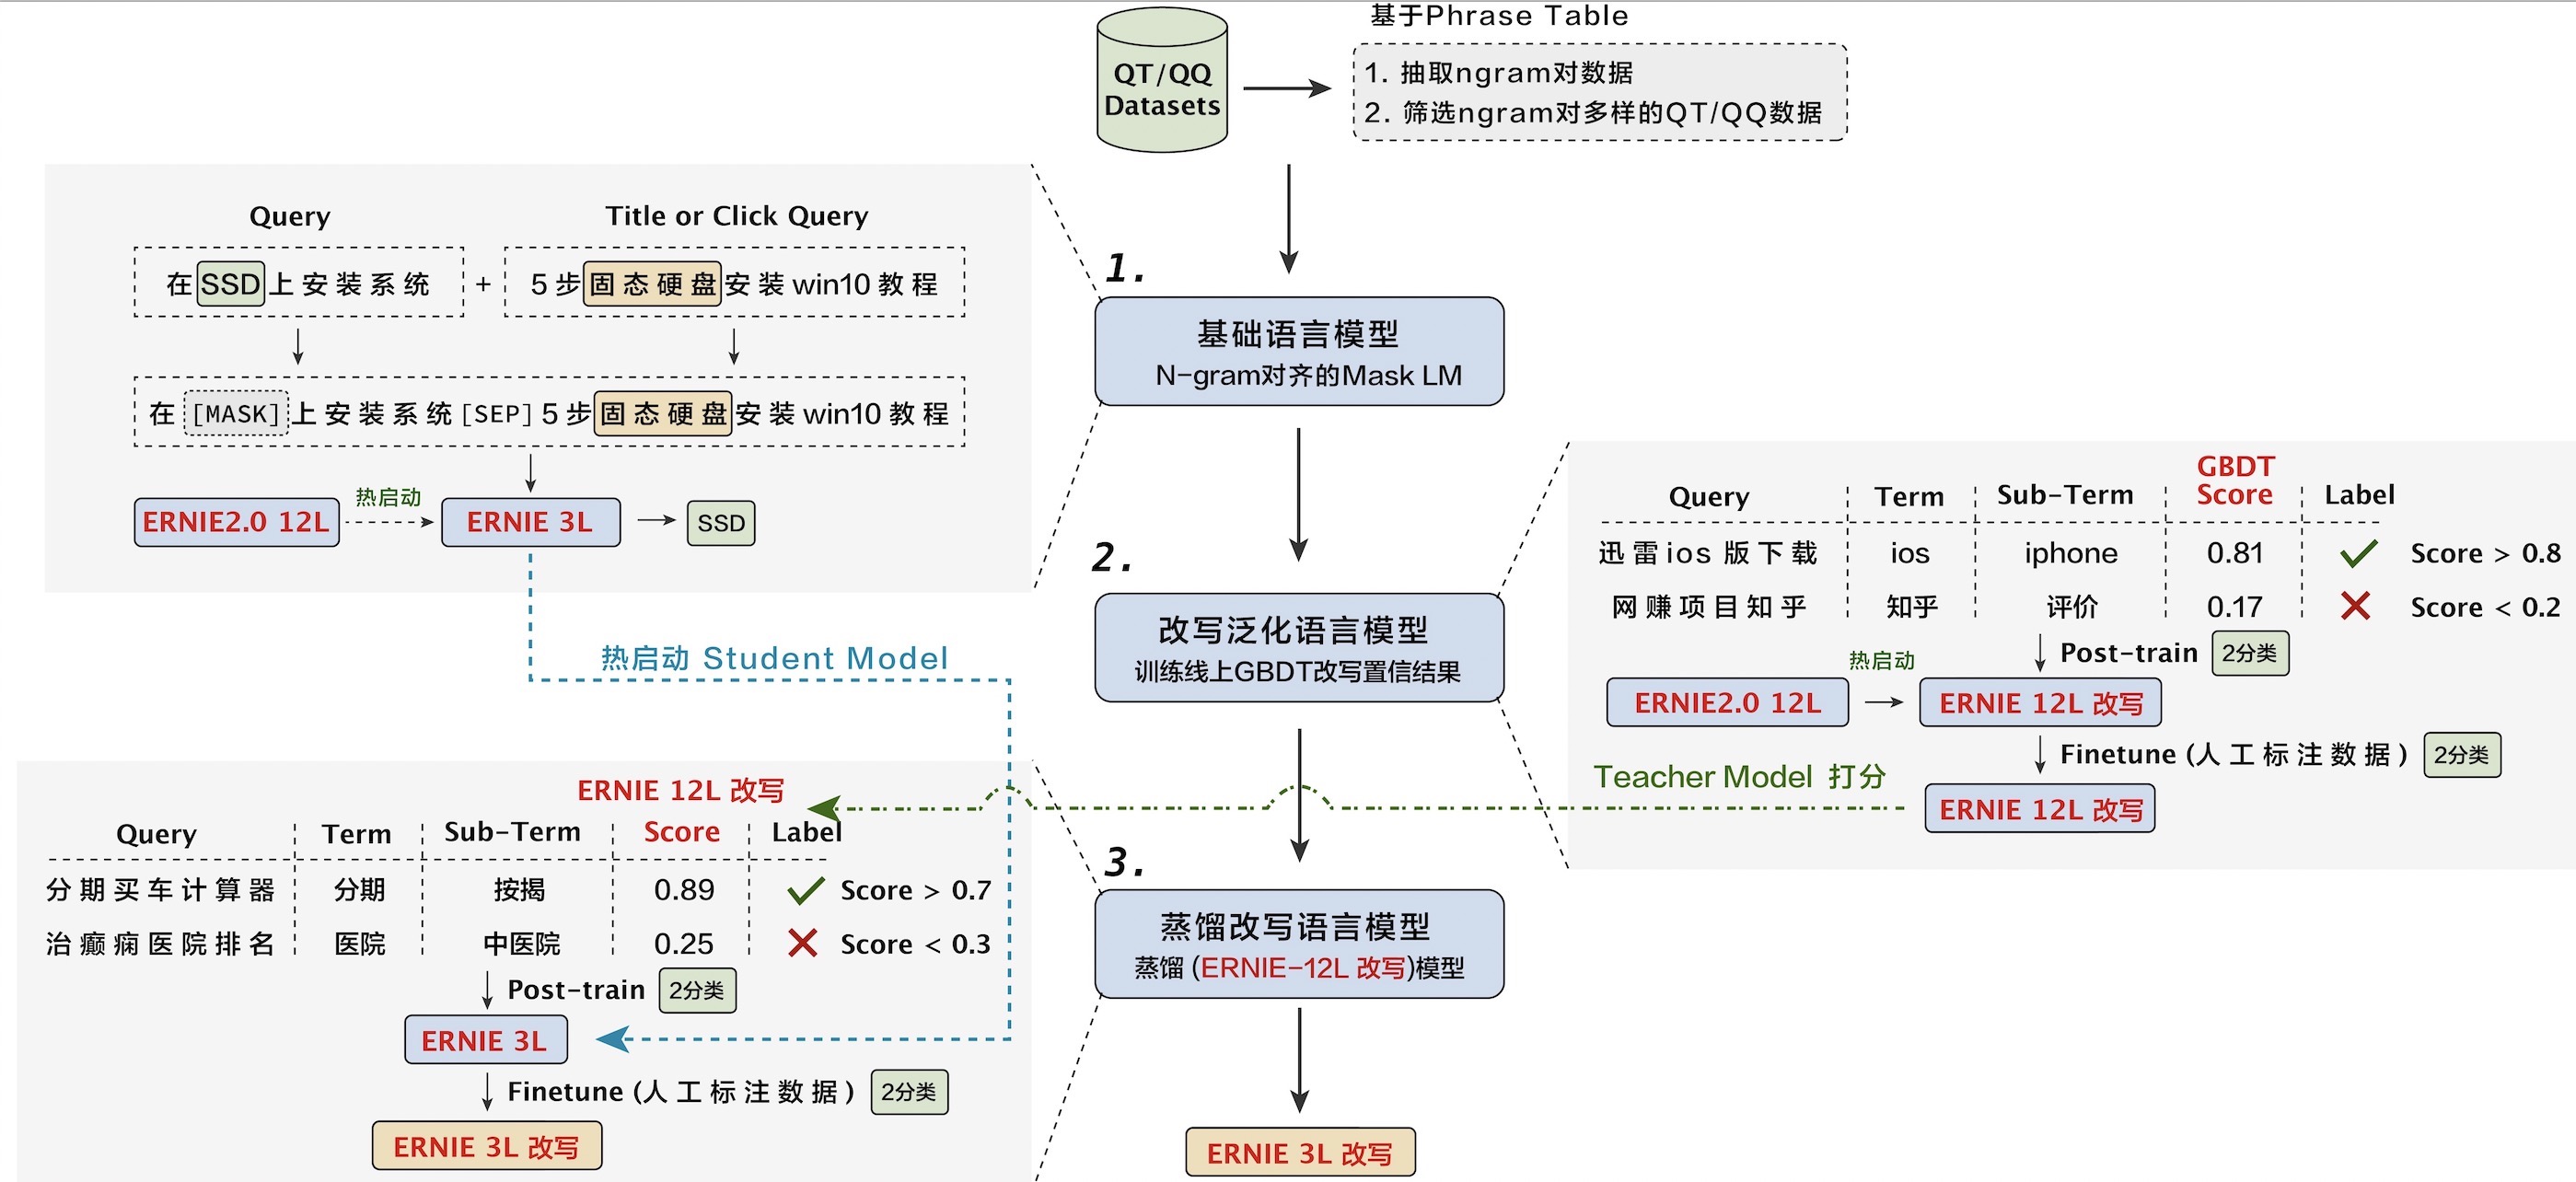 基于Phrase Table
QT/QQ
Datasets
1. 抽取ngram对数据
2. 筛选ngram对多样的QT/QQ数据
1.
基础语言模型
N-gram对齐的Mask LM
Query
Title or Click Query
在SSD上安装系统
+
5步固态硬盘安装win10教程
在[MASK]上安装系统[SEP]5步固态硬盘安装win10教程
ERNIE2.0 12L
热启动
ERNIE 3L
SSD
热启动 Student Model
2.
改写泛化语言模型
训练线上GBDT改写置信结果
GBDT
Query Term Sub-Term Score Label
迅雷ios版下载 ios iphone 0.81 ✓ Score > 0.8
网赚项目知乎 知乎 评价 0.17 ✕ Score < 0.2
Post-train 2分类
热启动
ERNIE2.0 12L
ERNIE 12L 改写
Finetune (人工标注数据) 2分类
Teacher Model 打分
ERNIE 12L 改写
3.
蒸馏改写语言模型
蒸馏 (ERNIE-12L 改写)模型
ERNIE 12L 改写
Query Term Sub-Term Score Label
分期买车计算器 分期 按揭 0.89 ✓ Score > 0.7
治癫痫医院排名 医院 中医院 0.25 ✕ Score < 0.3
Post-train 2分类
ERNIE 3L
Finetune (人工标注数据) 2分类
ERNIE 3L 改写
ERNIE 3L 改写